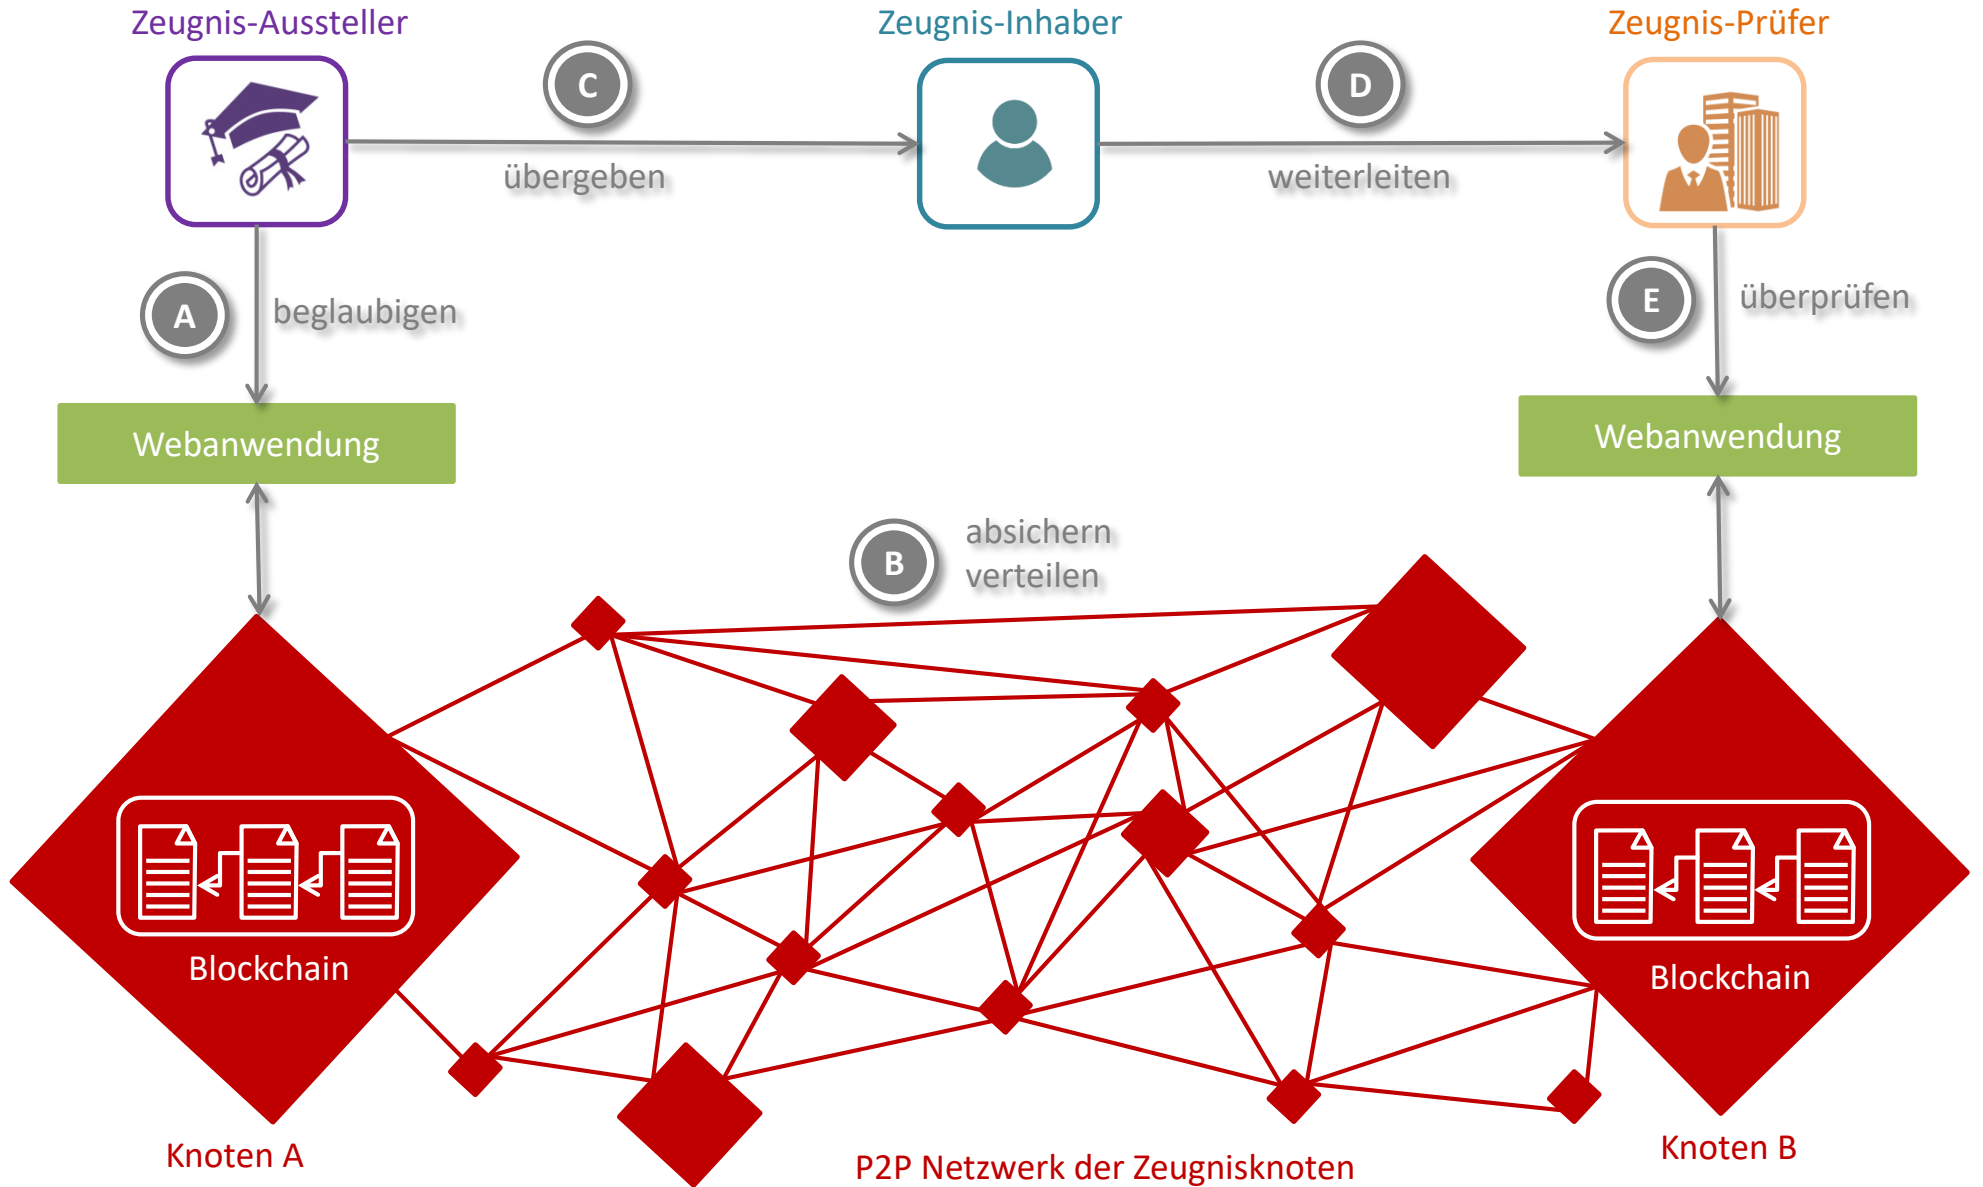 Zeugnis-Aussteller
Zeugnis-Inhaber
Zeugnis-Prüfer
C
D
übergeben
weiterleiten
A
beglaubigen
E
überprüfen
Webanwendung
Webanwendung
B
absichern
verteilen
Blockchain
Blockchain
Knoten A
P2P Netzwerk der Zeugnisknoten
Knoten B